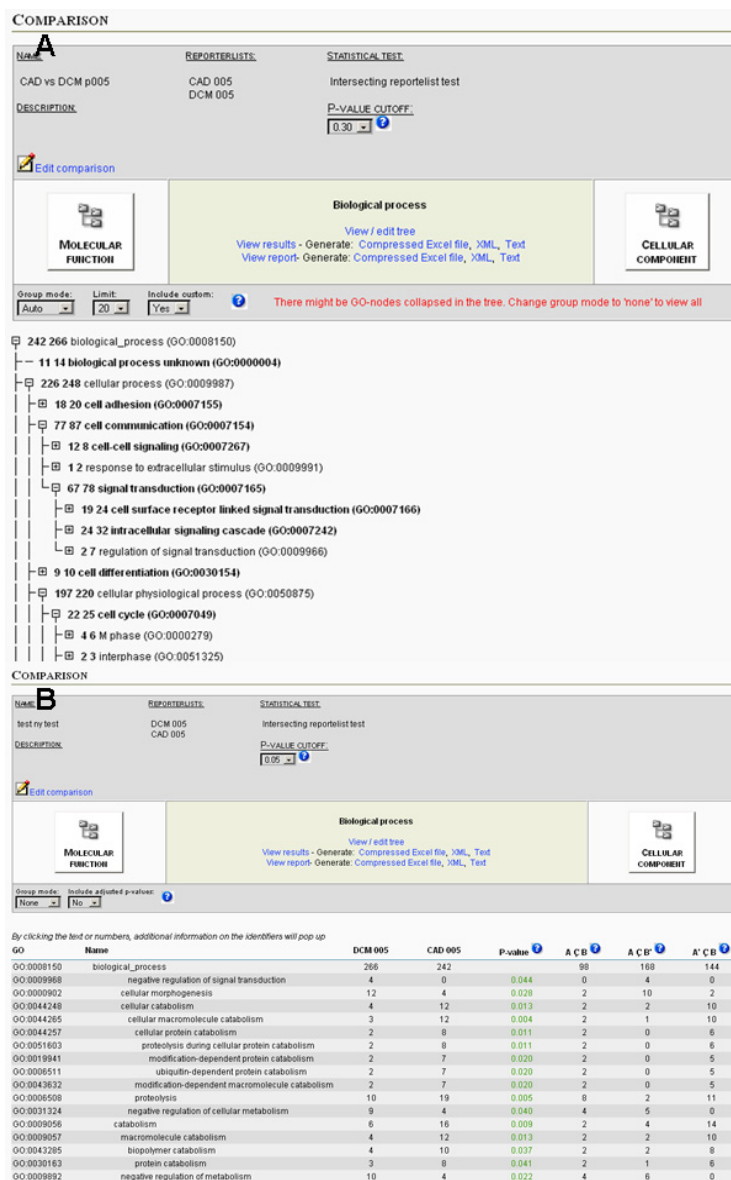 COMPARISON
A
NAME: REPORTERLISTS: STATISTICAL TEST:
CAD vs DCM p005 CAD 005 Intersecting reportelist test
DCM 005
DESCRIPTION: P-VALUE CUTOFF:
0.30 ?
Edit comparison
MOLECULAR FUNCTION
Biological process
View / edit tree
View results - Generate: Compressed Excel file, XML, Text
View report- Generate: Compressed Excel file, XML, Text
CELLULAR COMPONENT
Group mode: Limit: Include custom:
Auto 20 Yes ? There might be GO-nodes collapsed in the tree. Change group mode to 'none' to view all
242 266 biological_process (GO:0008150)
11 14 biological process unknown (GO:0000004)
226 248 cellular process (GO:0009987)
18 20 cell adhesion (GO:0007155)
77 87 cell communication (GO:0007154)
12 8 cell-cell signaling (GO:0007267)
1 2 response to extracellular stimulus (GO:0009991)
67 78 signal transduction (GO:0007165)
19 24 cell surface receptor linked signal transduction (GO:0007166)
24 32 intracellular signaling cascade (GO:0007242)
2 7 regulation of signal transduction (GO:0009966)
9 10 cell differentiation (GO:0030154)
197 220 cellular physiological process (GO:0050875)
22 25 cell cycle (GO:0007049)
4 6 M phase (GO:0000279)
2 3 interphase (GO:0051325)
COMPARISON
B
NAME: REPORTERLISTS: STATISTICAL TEST:
test ny test DCM 005 Intersecting reportelist test
CAD 005
DESCRIPTION: P-VALUE CUTOFF:
0.05 ?
Edit comparison
MOLECULAR FUNCTION
Biological process
View / edit tree
View results - Generate: Compressed Excel file, XML, Text
View report- Generate: Compressed Excel file, XML, Text
CELLULAR COMPONENT
Group mode: Include adjusted p-values:
None No ?
By clicking the text or numbers, additional information on the identifiers will pop up
GO Name DCM 005 CAD 005 P-value ? A Ç B ? A Ç B' ? A' Ç B ?
GO:0008150 biological_process 266 242 98 168 144
GO:0009968 negative regulation of signal transduction 4 0 0.044 0 4 0
GO:0000902 cellular morphogenesis 12 4 0.028 2 10 2
GO:0044248 cellular catabolism 4 12 0.013 2 2 10
GO:0044265 cellular macromolecule catabolism 3 12 0.004 2 1 10
GO:0044257 cellular protein catabolism 2 8 0.011 2 0 6
GO:0051603 proteolysis during cellular protein catabolism 2 8 0.011 2 0 6
GO:0019941 modification-dependent protein catabolism 2 7 0.020 2 0 5
GO:0006511 ubiquitin-dependent protein catabolism 2 7 0.020 2 0 5
GO:0043632 modification-dependent macromolecule catabolism 2 7 0.020 2 0 5
GO:0006508 proteolysis 10 19 0.005 8 2 11
GO:0031324 negative regulation of cellular metabolism 9 4 0.040 4 5 0
GO:0009056 catabolism 6 16 0.009 2 4 14
GO:0009057 macromolecule catabolism 4 12 0.013 2 2 10
GO:0043285 biopolymer catabolism 4 10 0.037 2 2 8
GO:0030163 protein catabolism 3 8 0.041 2 1 6
GO:0009892 negative regulation of metabolism 10 4 0.022 4 6 0